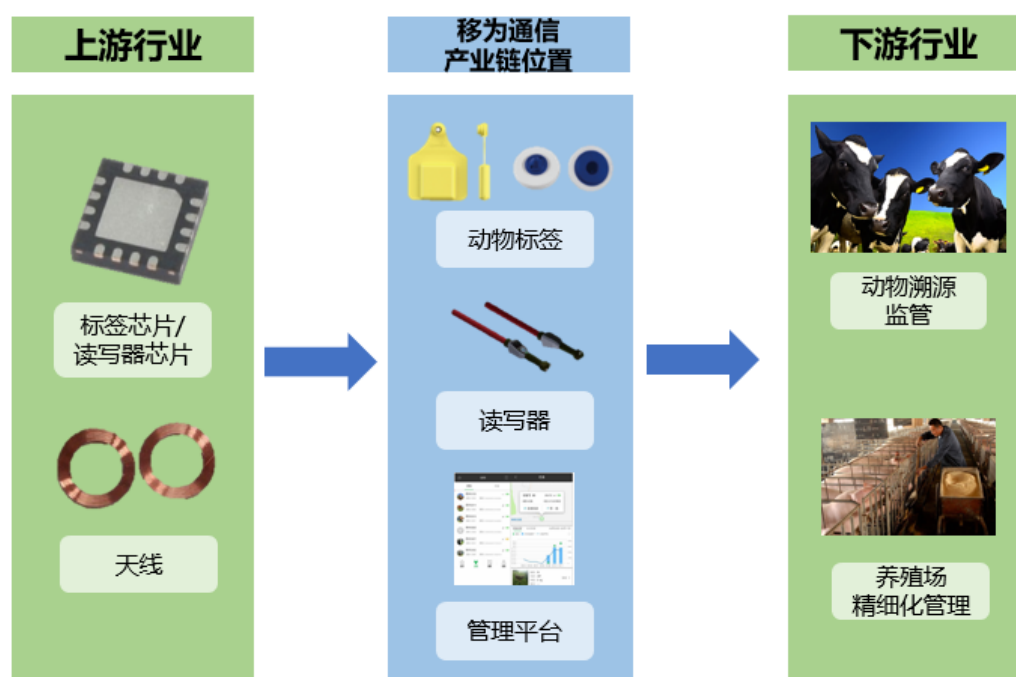 上游行业
标签芯片/
读写器芯片
天线
移为通信
产业链位置
动物标签
读写器
管理平台
下游行业
动物溯源
监管
养殖场
精细化管理